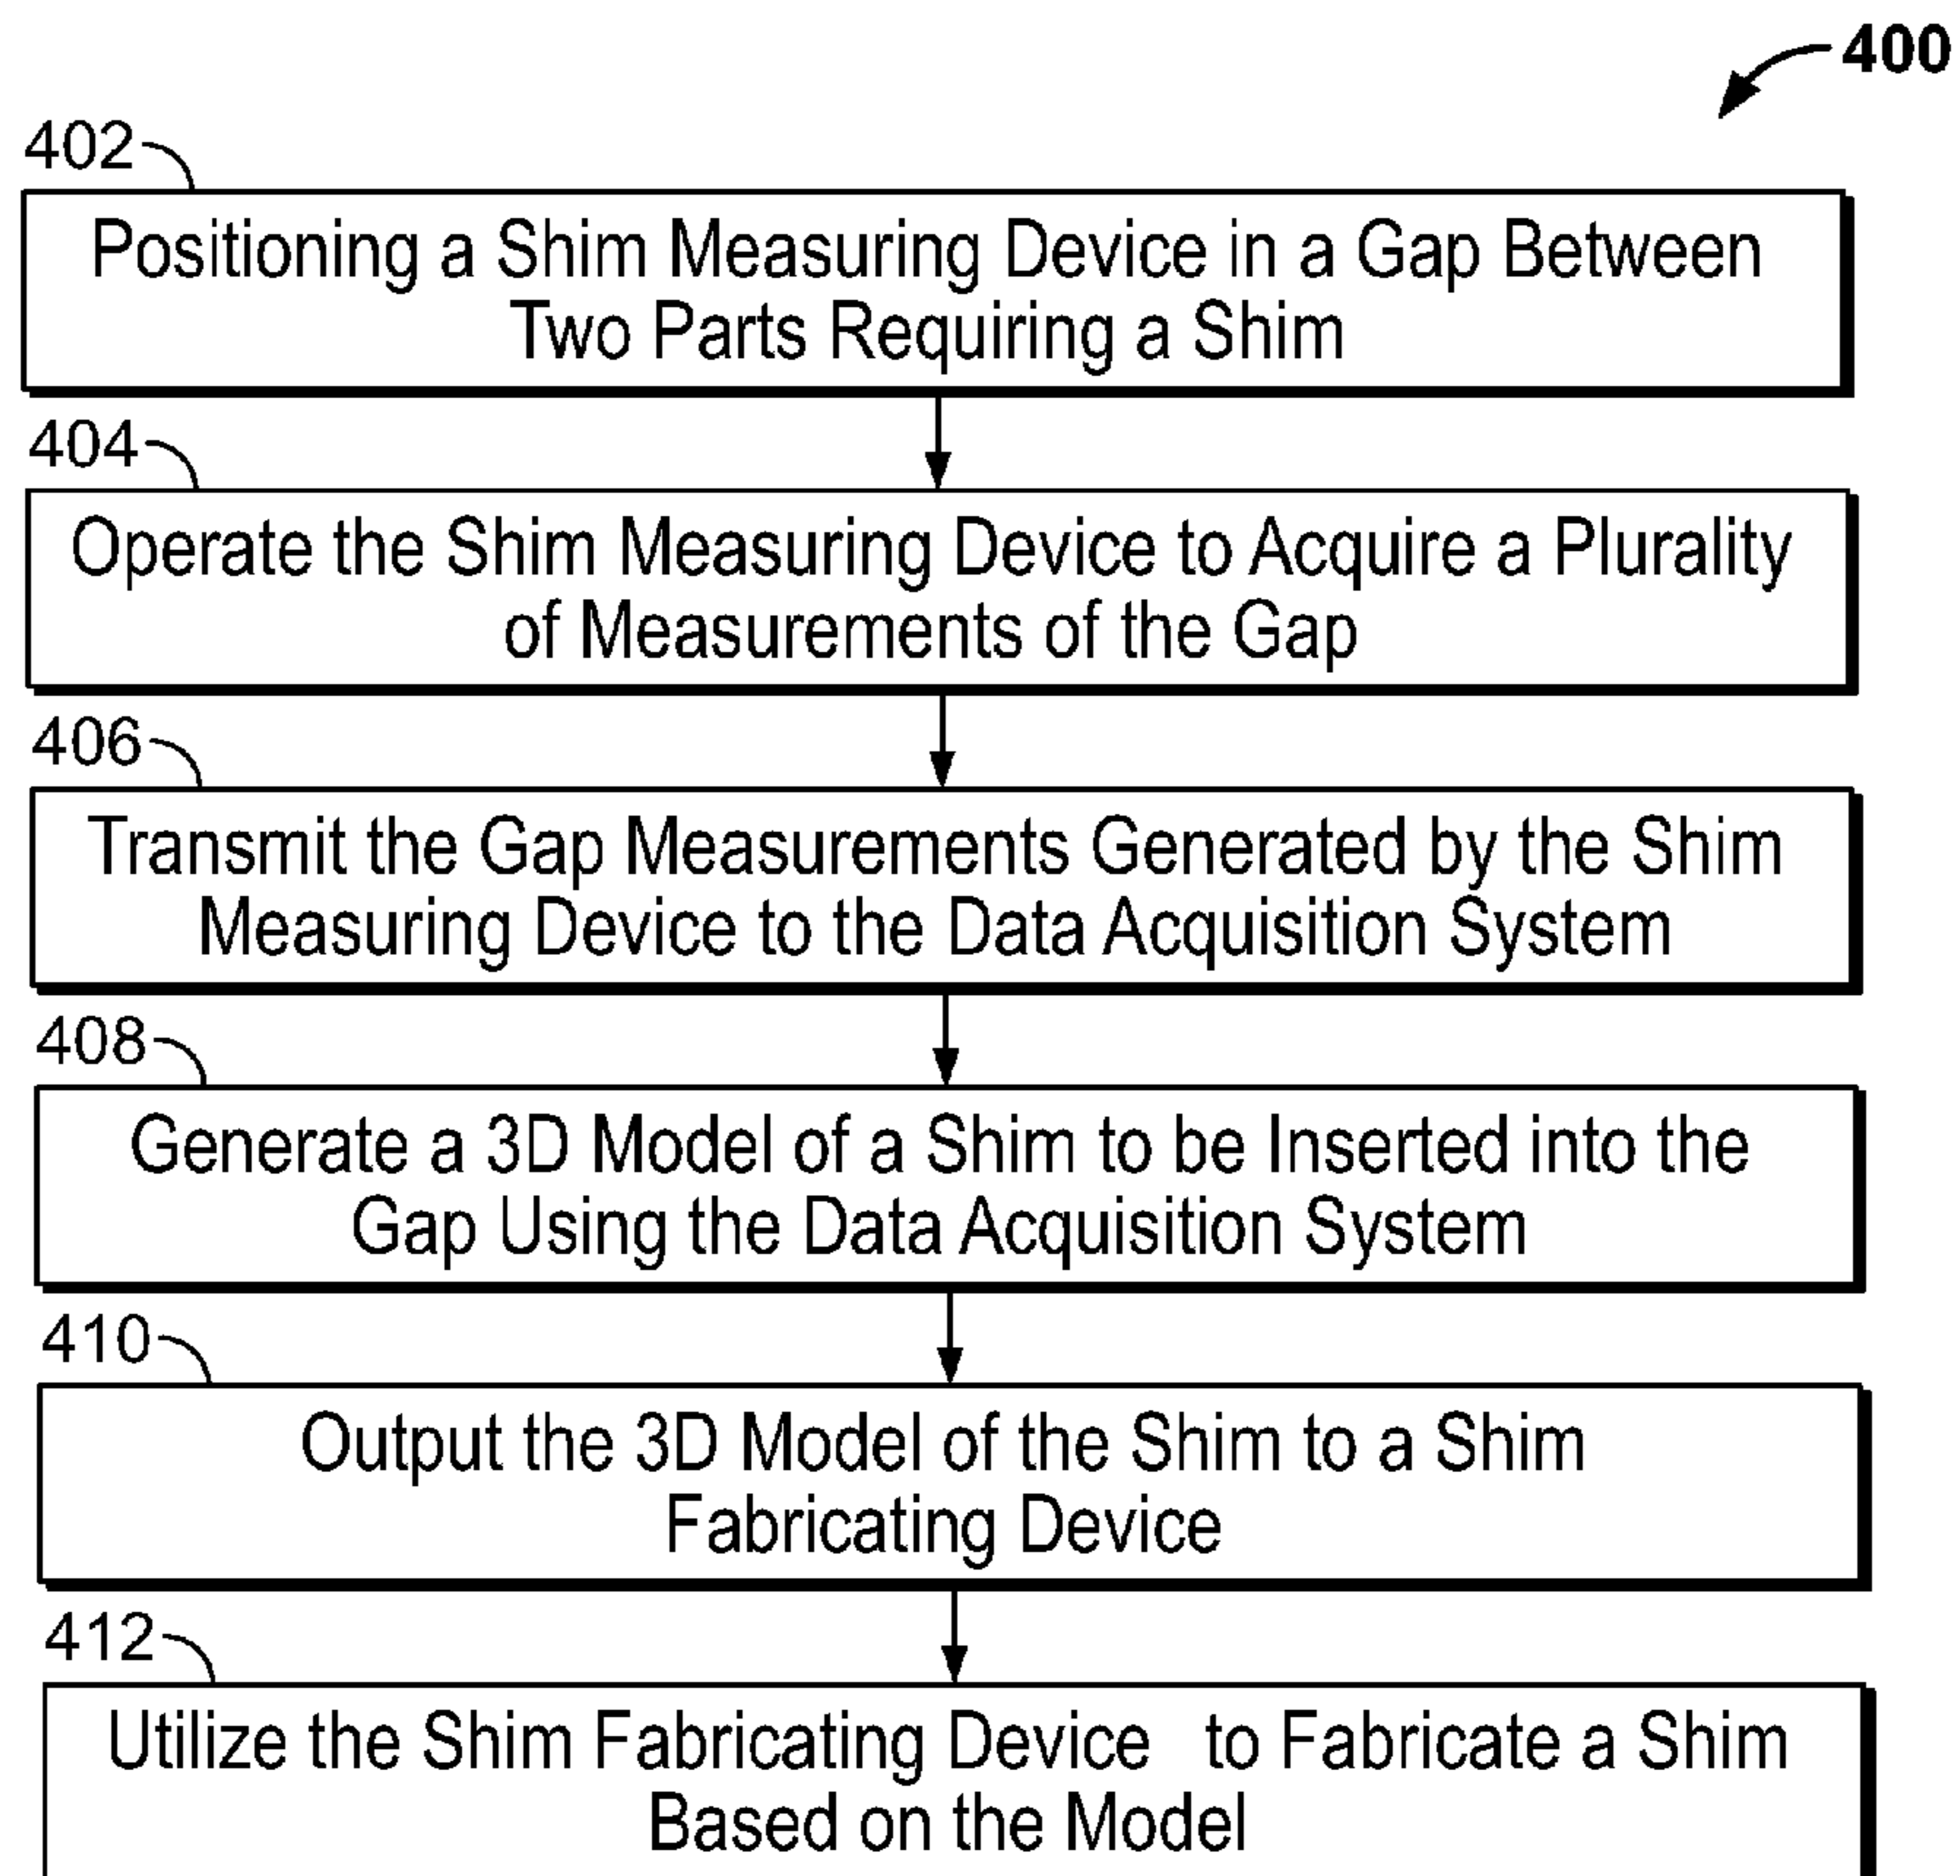 400
402
Positioning a Shim Measuring Device in a Gap Between
Two Parts Requiring a Shim
404
Operate the Shim Measuring Device to Acquire a Plurality
of Measurements of the Gap
406
Transmit the Gap Measurements Generated by the Shim
Measuring Device to the Data Acquisition System
408
Generate a 3D Model of a Shim to be Inserted into the
Gap Using the Data Acquisition System
410
Output the 3D Model of the Shim to a Shim
Fabricating Device
412
Utilize the Shim Fabricating Device to Fabricate a Shim
Based on the Model